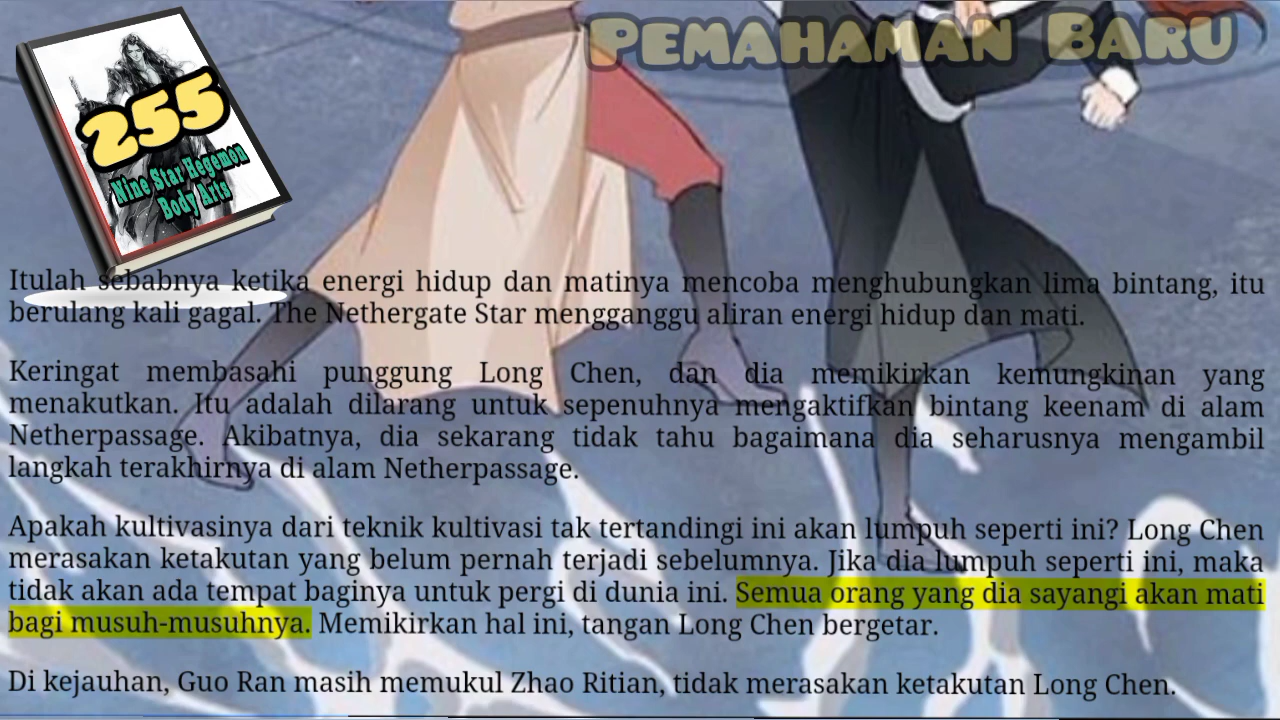 PEMAHAMAN BARU
255
Nine Star Hegemon
Body Arts
Itulah sebabnya ketika energi hidup dan matinya mencoba menghubungkan lima bintang, itu
berulang kali gagal. The Nethergate Star mengganggu aliran energi hidup dan mati.
Keringat membasahi punggung Long Chen, dan dia memikirkan kemungkinan yang
menakutkan. Itu adalah dilarang untuk sepenuhnya mengaktifkan bintang keenam di alam
Netherpassage. Akibatnya, dia sekarang tidak tahu bagaimana dia seharusnya mengambil
langkah terakhirnya di alam Netherpassage.
Apakah kultivasinya dari teknik kultivasi tak tertandingi ini akan lumpuh seperti ini? Long Chen
merasakan ketakutan yang belum pernah terjadi sebelumnya. Jika dia lumpuh seperti ini, maka
tidak akan ada tempat baginya untuk pergi di dunia ini. Semua orang yang dia sayangi akan mati
bagi musuh-musuhnya. Memikirkan hal ini, tangan Long Chen bergetar.
Di kejauhan, Guo Ran masih memukul Zhao Ritian, tidak merasakan ketakutan Long Chen.